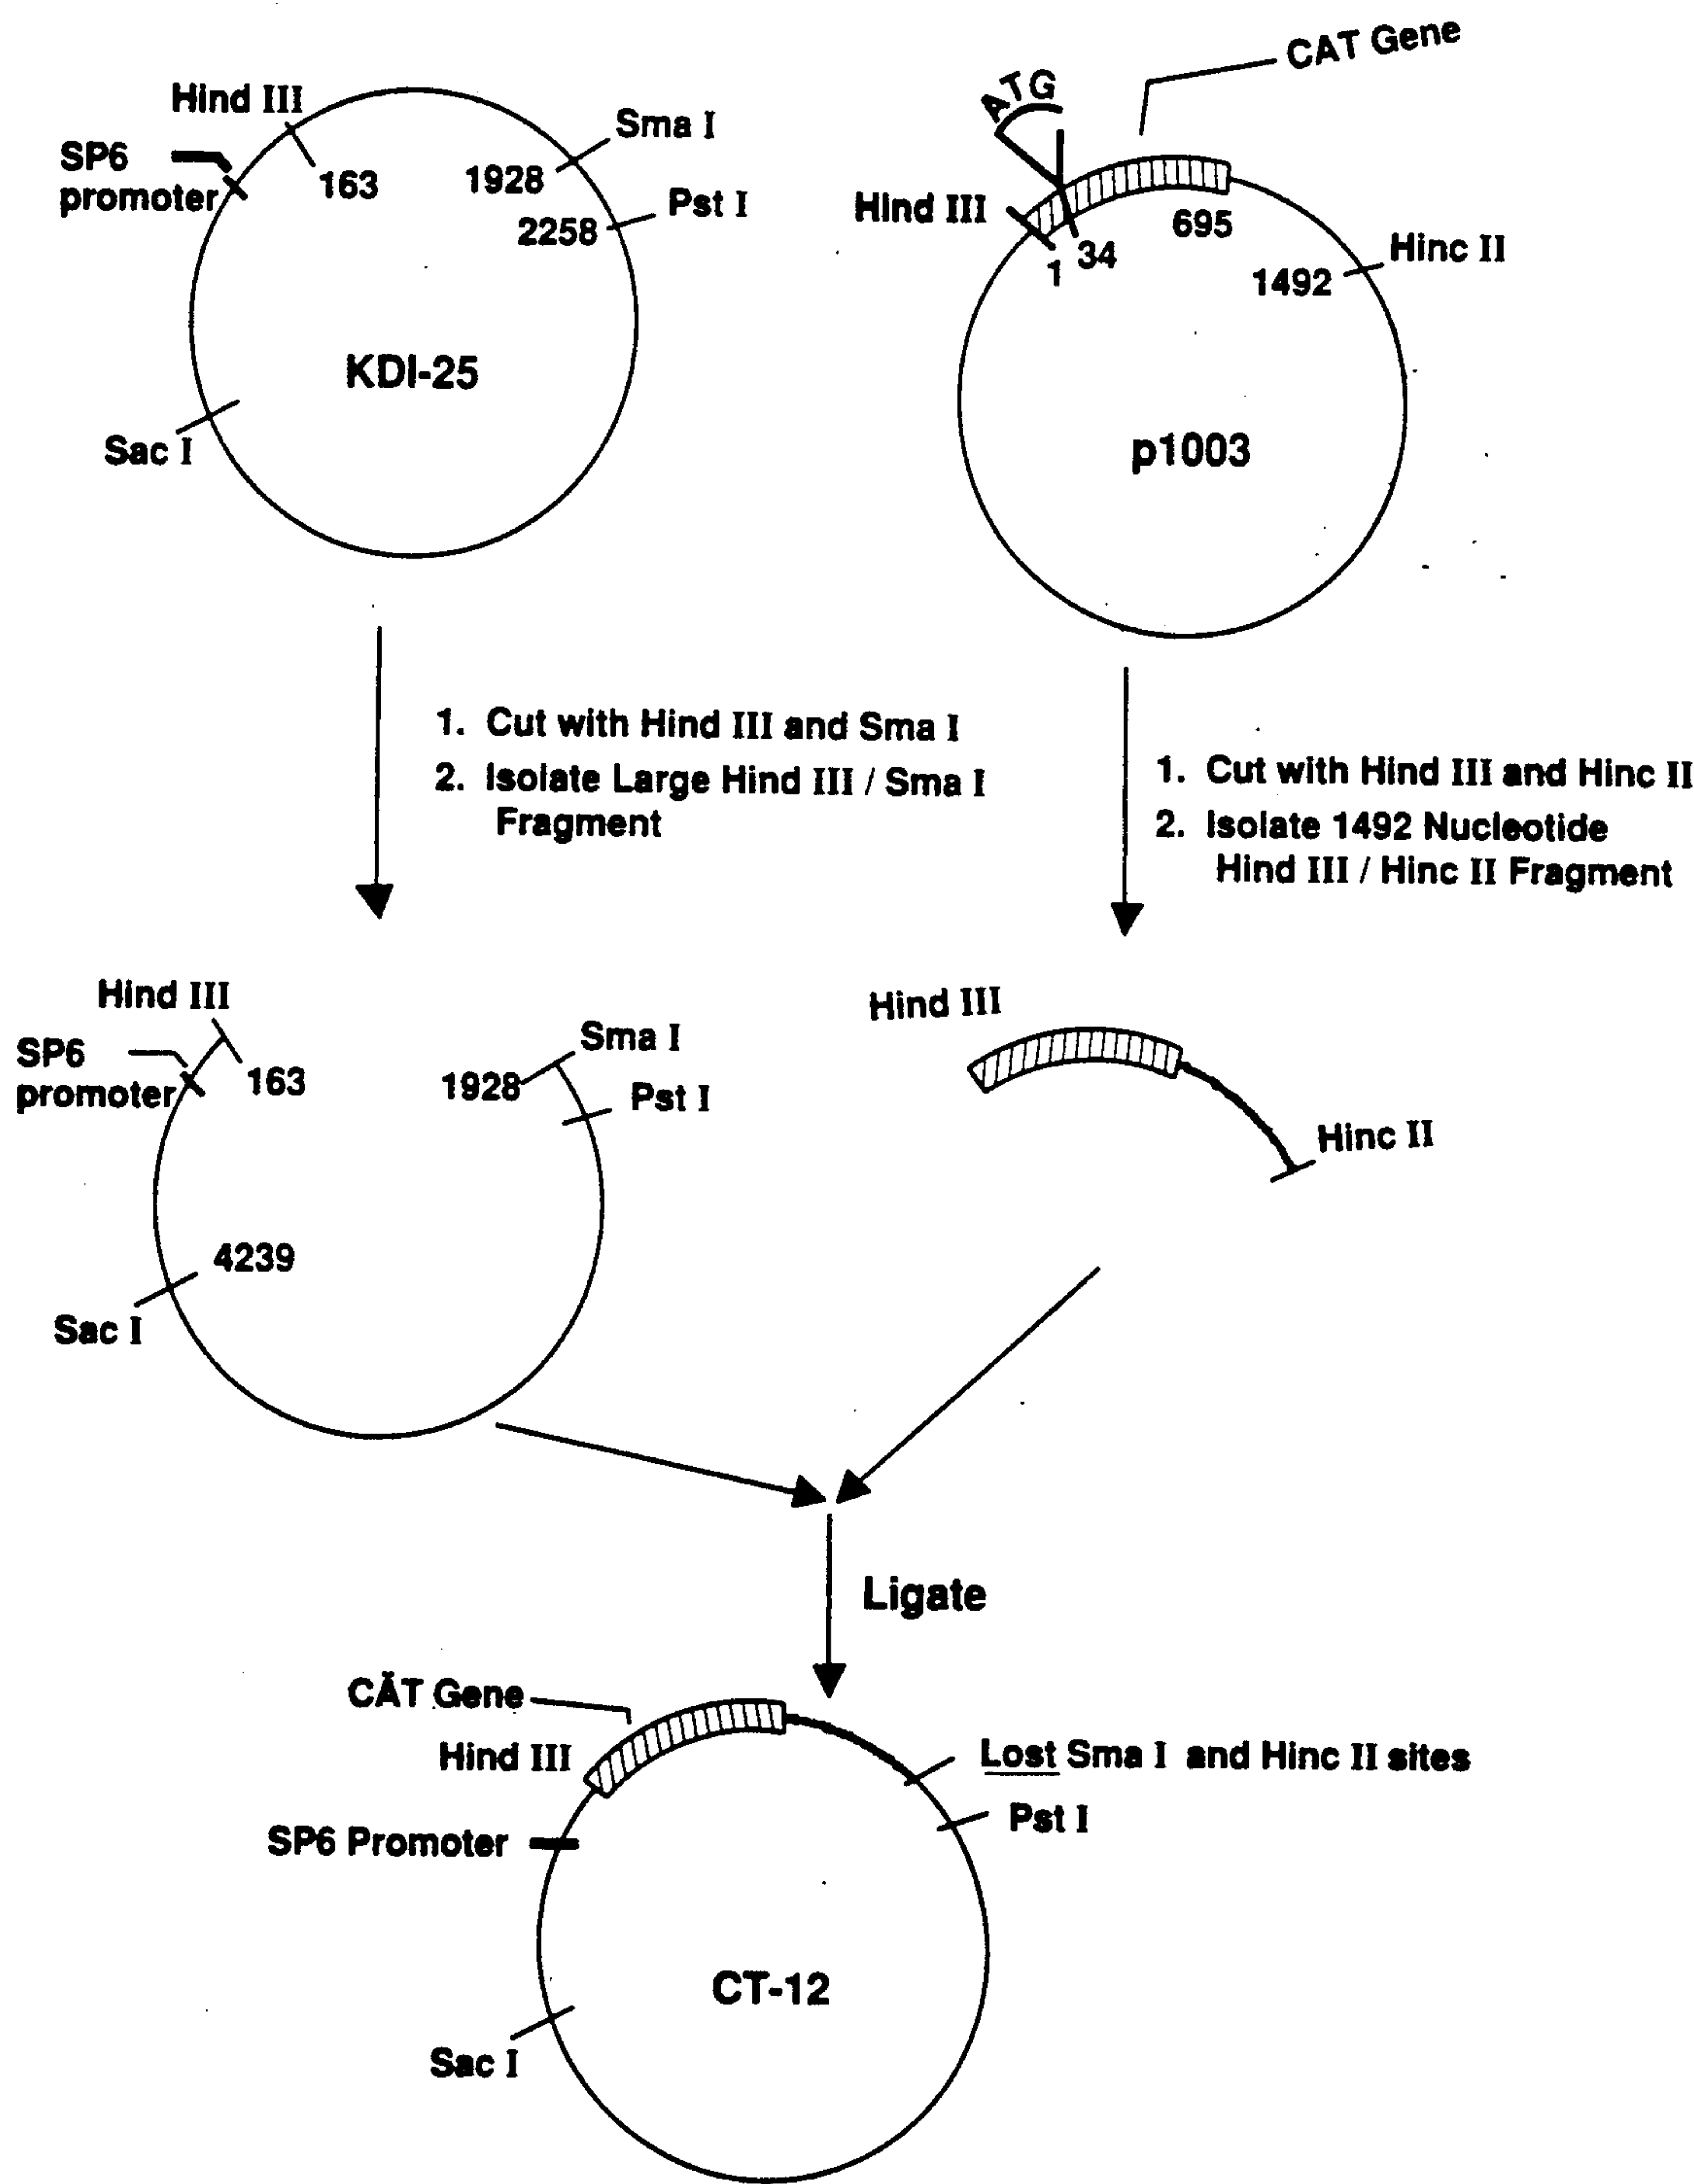 CAT Gene
ATG
Hind III
Sma I
SP6
promoter
163
1928
Pst I
2258
Hind III
1
34
695
Hinc II
1492
KDI-25
Sac I
p1003
1. Cut with Hind III and Sma I
2. Isolate Large Hind III / Sma I
Fragment
1. Cut with Hind III and Hinc II
2. Isolate 1492 Nucleotide
Hind III / Hinc II Fragment
Hind III
SP6
promoter
163
Sma I
1928
Pst I
4239
Sac I
Hind III
Hinc II
Ligate
CAT Gene
Hind III
Lost Sma I and Hinc II sites
Pst I
SP6 Promoter
CT-12
Sac I